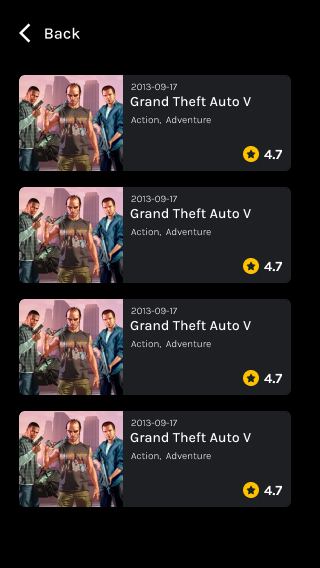 Back
2013-09-17
Grand Theft Auto V
Action, Adventure
4.7
2013-09-17
Grand Theft Auto V
Action, Adventure
4.7
2013-09-17
Grand Theft Auto V
Action, Adventure
4.7
2013-09-17
Grand Theft Auto V
Action, Adventure
4.7